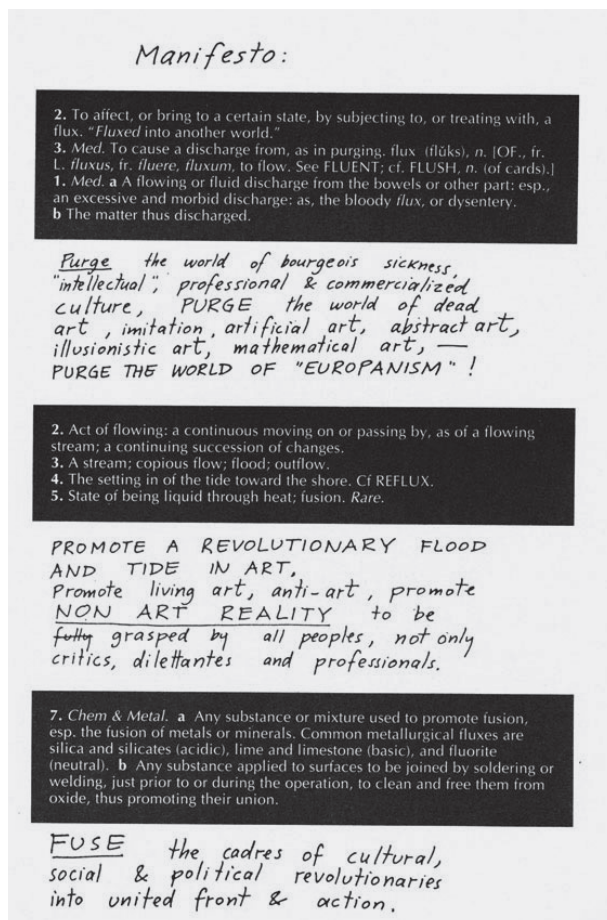 Manifesto:
2. To affect, or bring to a certain state, by subjecting to, or treating with, a
flux. "Fluxed into another world."
3. Med. To cause a discharge from, as in purging. flux (flŭks), n. [OF., fr.
L. fluxus, fr. fluere, fluxum, to flow. See FLUENT; cf. FLUSH, n. (of cards).]
1. Med. a A flowing or fluid discharge from the bowels or other part: esp.,
an excessive and morbid discharge: as, the bloody flux, or dysentery.
b The matter thus discharged.
Purge the world of bourgeois sickness,
"intellectual", professional & commercialized
culture, PURGE the world of dead
art, imitation, artificial art, abstract art,
illusionistic art, mathematical art, —
PURGE THE WORLD OF "EUROPANISM"!
2. Act of flowing: a continuous moving on or passing by, as of a flowing
stream; a continuing succession of changes.
3. A stream; copious flow; flood; outflow.
4. The setting in of the tide toward the shore. Cf REFLUX.
5. State of being liquid through heat; fusion. Rare.
PROMOTE A REVOLUTIONARY FLOOD
AND TIDE IN ART,
Promote living art, anti-art, promote
NON ART REALITY to be
fully grasped by all peoples, not only
critics, dilettantes and professionals.
7. Chem & Metal. a Any substance or mixture used to promote fusion,
esp. the fusion of metals or minerals. Common metallurgical fluxes are
silica and silicates (acidic), lime and limestone (basic), and fluorite
(neutral). b Any substance applied to surfaces to be joined by soldering or
welding, just prior to or during the operation, to clean and free them from
oxide, thus promoting their union.
FUSE the cadres of cultural,
social & political revolutionaries
into united front & action.